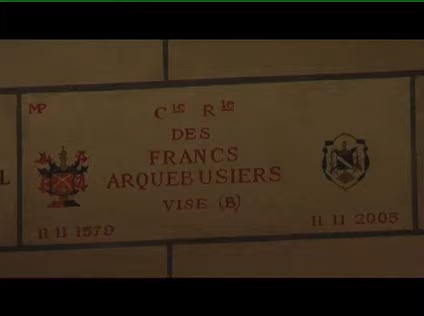 MP
Cie Rle
DES
FRANCS
ARQUEBUSIERS
VISE (B)
11 11 1579
11 11 2005
L